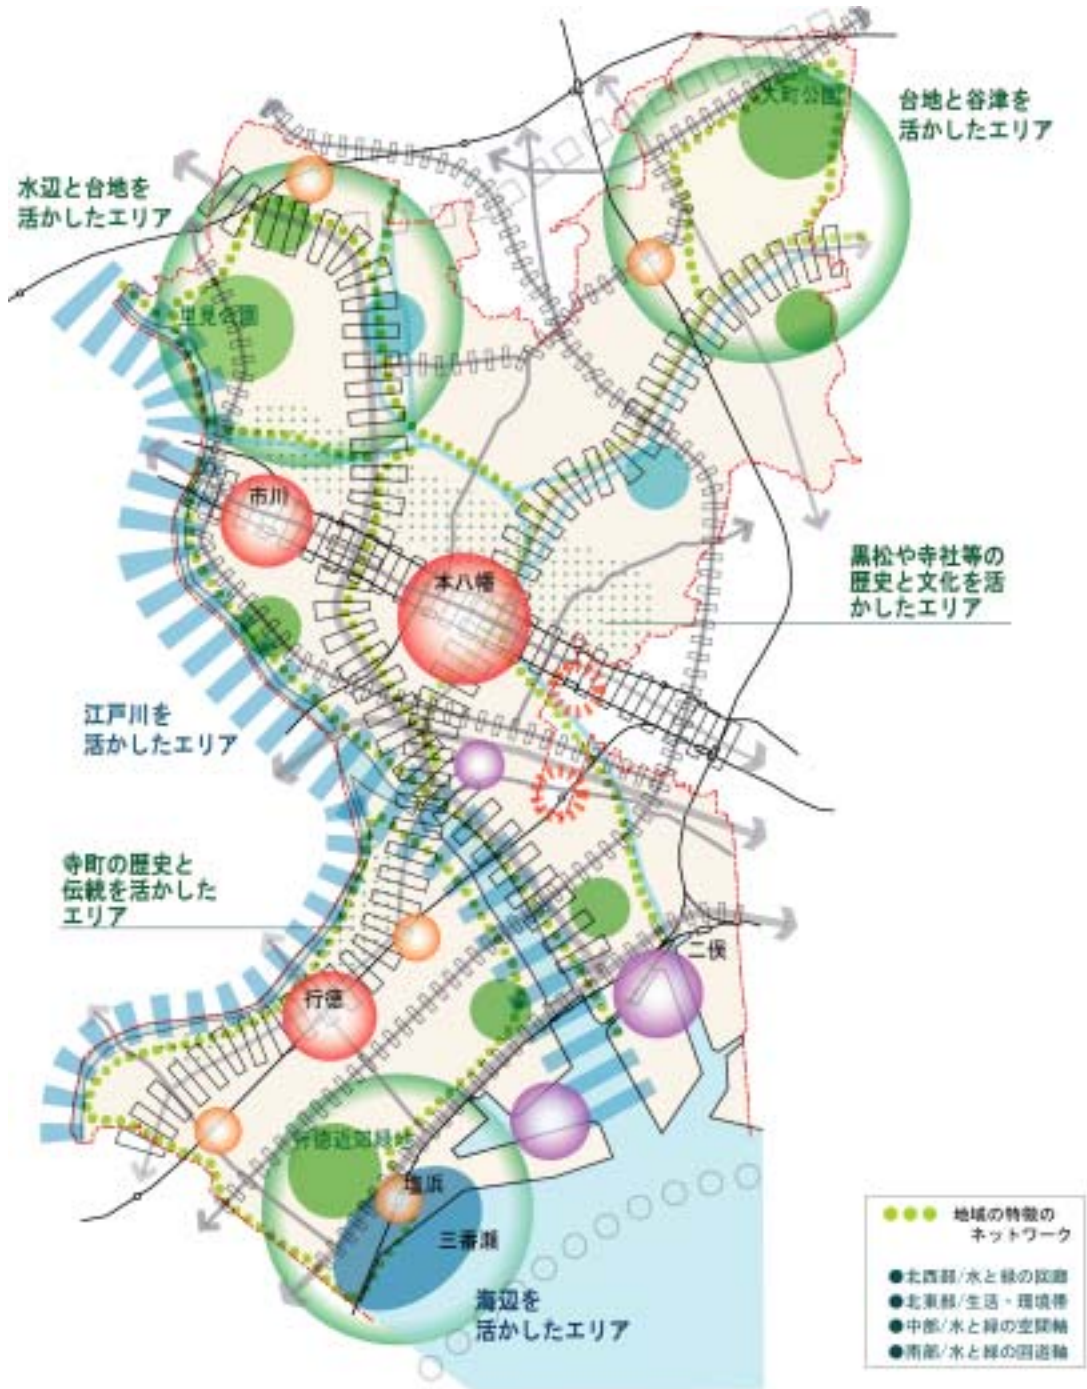 大町公園
台地と谷津を
活かしたエリア
水辺と台地を
活かしたエリア
里見公園
市川
本八幡
黒松や寺社等の
歴史と文化を活
かしたエリア
江戸川を
活かしたエリア
寺町の歴史と
伝統を活かした
エリア
二俣
行徳
行徳近郊緑地
塩浜
三番瀬
海辺を
活かしたエリア
地域の特徴の
ネットワーク
●北西部/水と緑の回廊
●北東部/生活・環境帯
●中部/水と緑の空間軸
●南部/水と緑の回遊軸